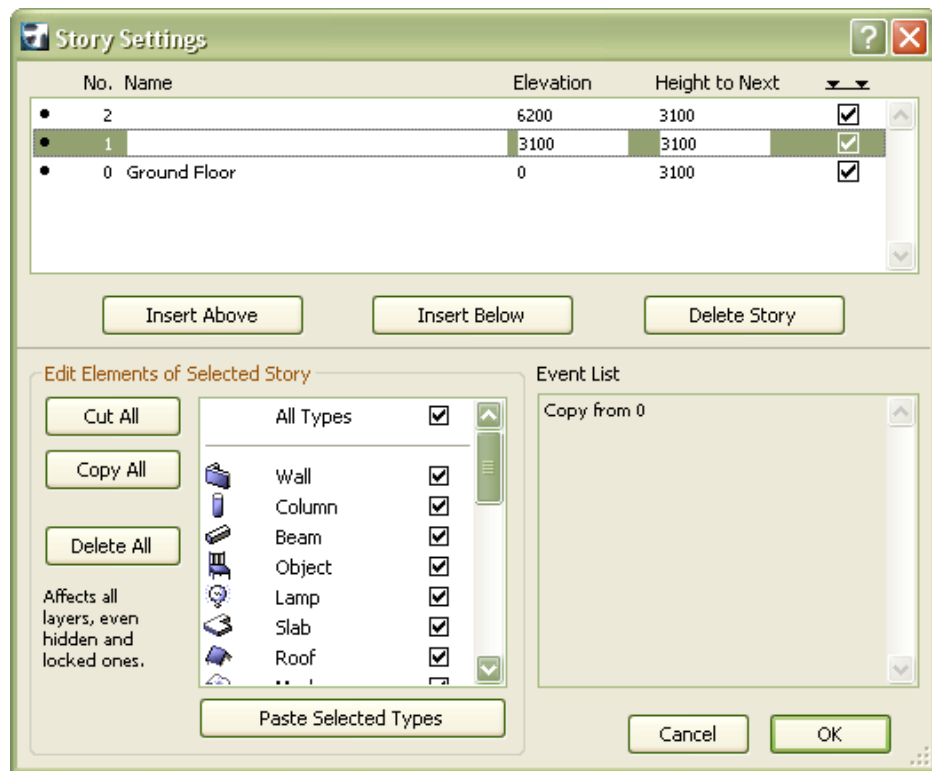 Story Settings
No. Name Elevation Height to Next
2 6200 3100
1 3100 3100
0 Ground Floor 0 3100
Insert Above Insert Below Delete Story
Edit Elements of Selected Story
Event List
Cut All
All Types
Copy from 0
Copy All
Wall
Column
Delete All
Beam
Object
Affects all
layers, even
hidden and
locked ones.
Lamp
Slab
Roof
Paste Selected Types
Cancel OK